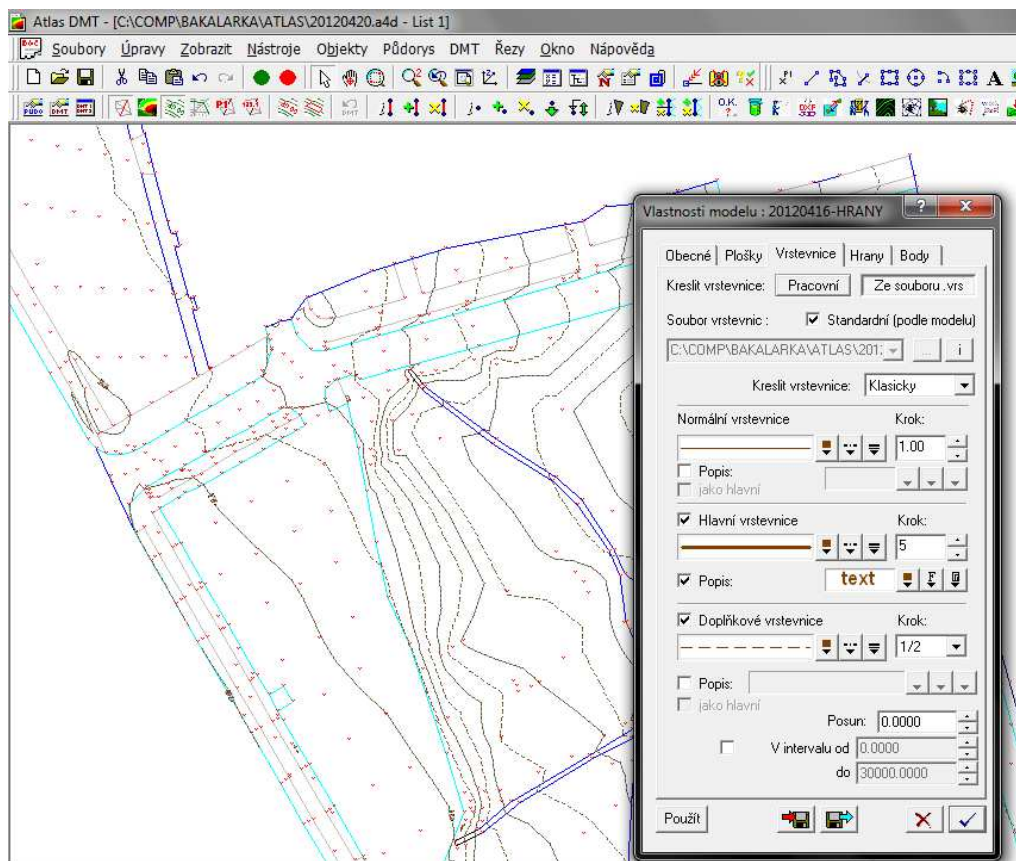 Atlas DMT - [C:\COMP\BAKALARKA\ATLAS\20120420.a4d - List 1]
Soubory Úpravy Zobrazit Nástroje Objekty Půdorys DMT Řezy Okno Nápověda
Vlastnosti modelu : 20120416-HRANY
Obecné Plošky Vrstevnice Hrany Body
Kreslit vrstevnice: Pracovní Ze souboru .vrs
Soubor vrstevnic : Standardní (podle modelu)
C:\COMP\BAKALARKA\ATLAS\201 ... i
Kreslit vrstevnice: Klasicky
Normální vrstevnice Krok:
1.00
Popis:
jako hlavní
Hlavní vrstevnice Krok:
5
Popis: text
Doplňkové vrstevnice Krok:
1/2
Popis:
jako hlavní
Posun: 0.0000
V intervalu od 0.0000
do 30000.0000
Použít